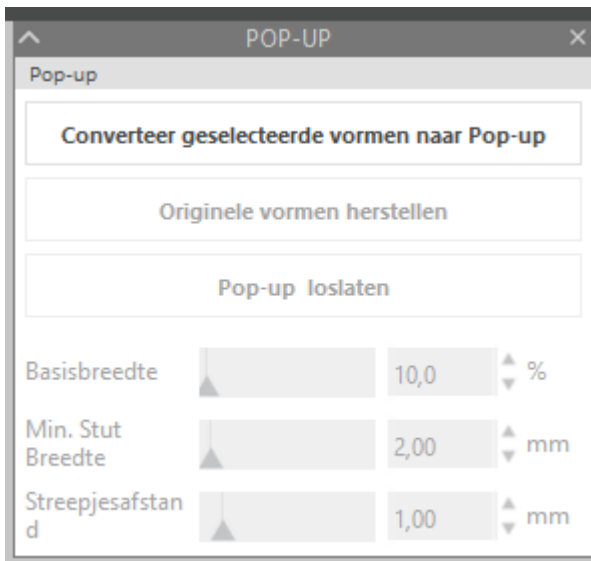 POP-UP
Pop-up
Converteer geselecteerde vormen naar Pop-up
Originele vormen herstellen
Pop-up loslaten
Basisbreedte 10,0 %
Min. Stut
Breedte 2,00 mm
Streepjesafstan
d 1,00 mm